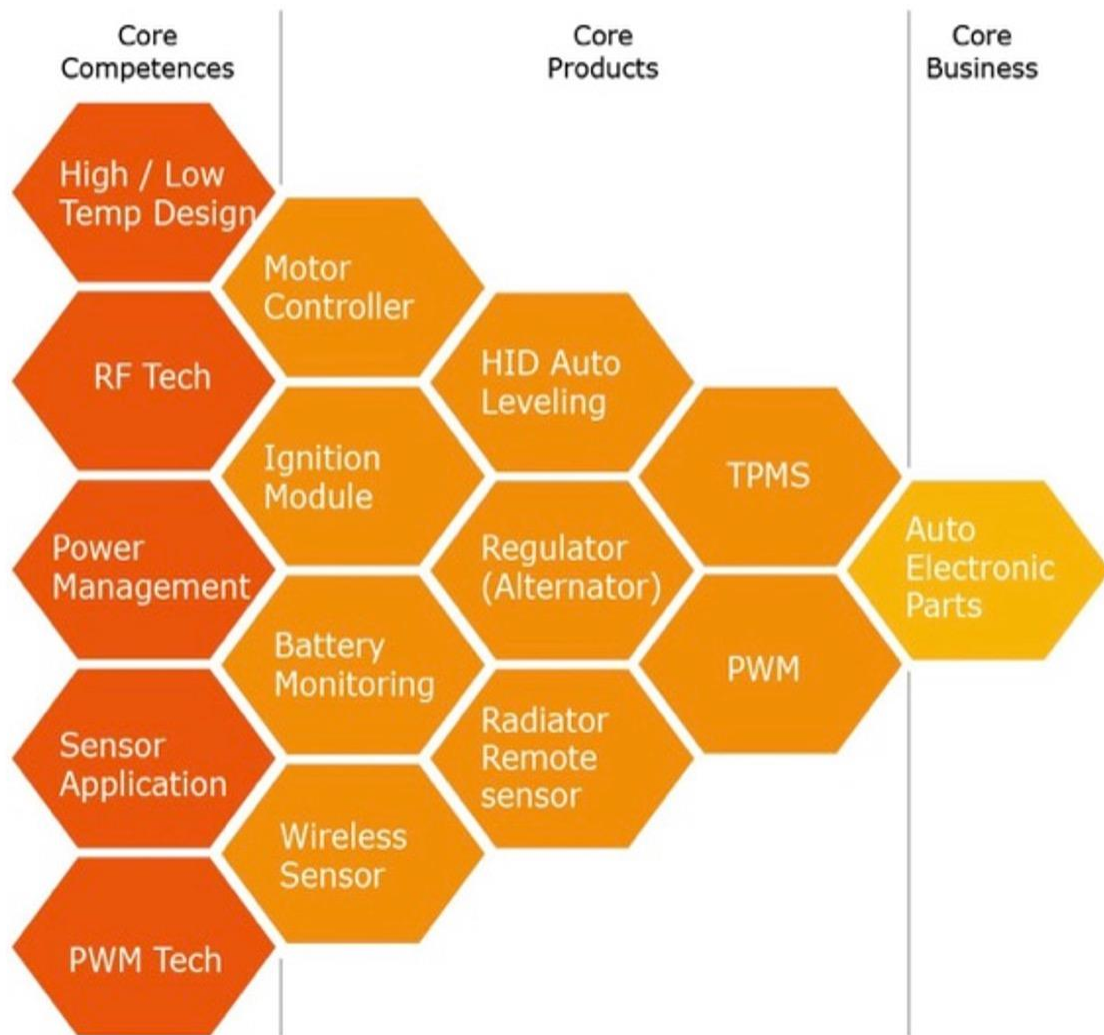 Core
Competences
Core
Products
Core
Business
High / Low
Temp Design
RF Tech
Power
Management
Sensor
Application
PWM Tech
Motor
Controller
Ignition
Module
Battery
Monitoring
Wireless
Sensor
HID Auto
Leveling
Regulator
(Alternator)
Radiator
Remote
sensor
TPMS
PWM
Auto
Electronic
Parts